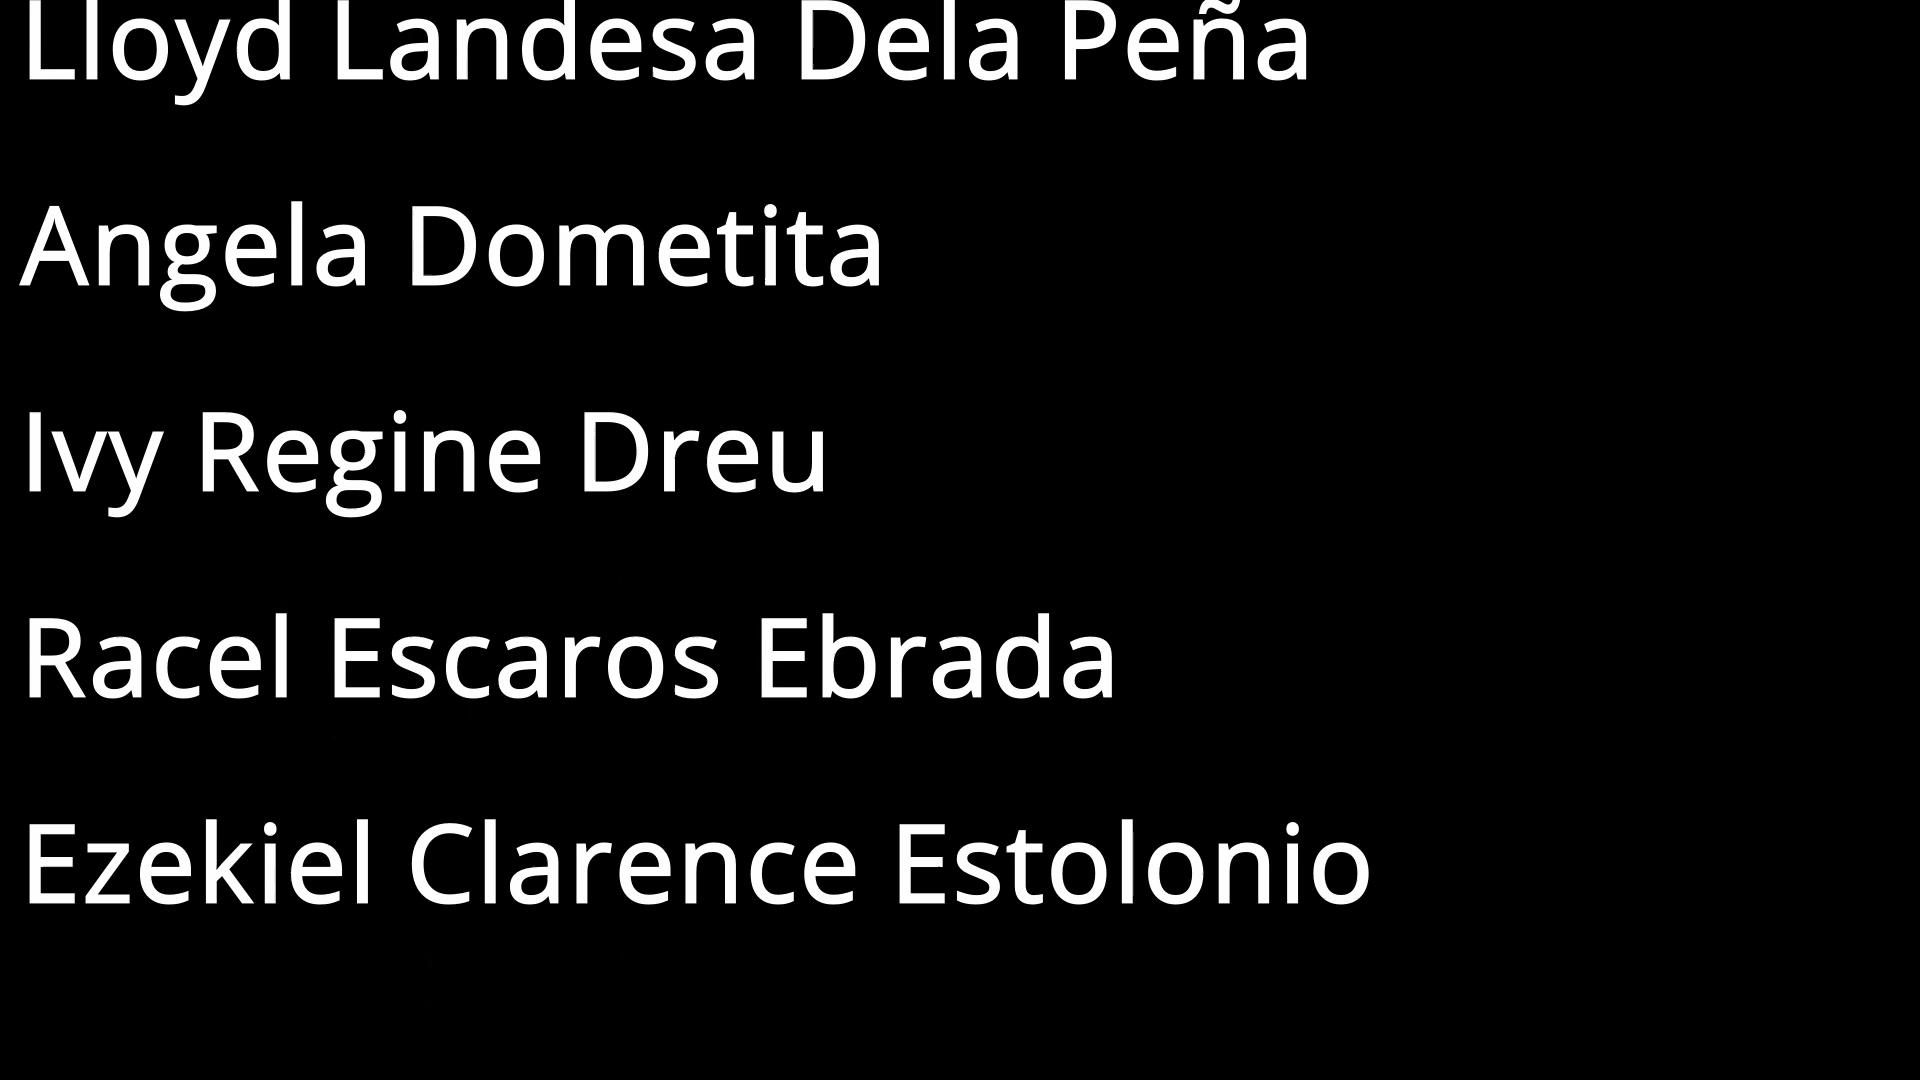 Lloyd Landesa Dela Peña
Angela Dometita
Ivy Regine Dreu
Racel Escaros Ebrada
Ezekiel Clarence Estolonio